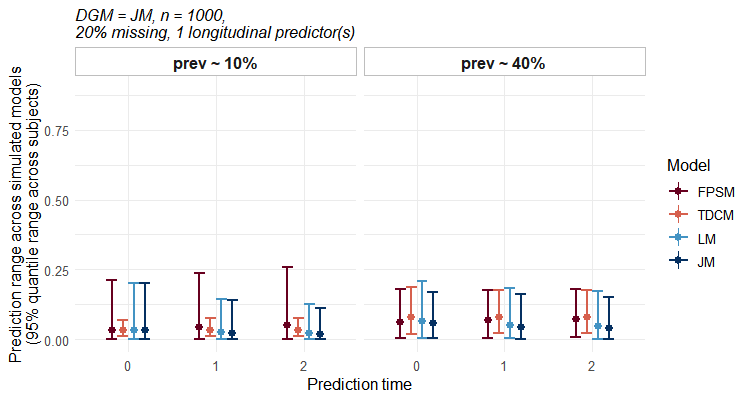 DGM = JM, n = 1000,
20% missing, 1 longitudinal predictor(s)
prev ~ 10%
prev ~ 40%
Prediction range across simulated models
(95% quantile range across subjects)
0.75
0.50
0.25
0.00
0
1
2
0
1
2
Prediction time
Model
FPSM
TDCM
LM
JM